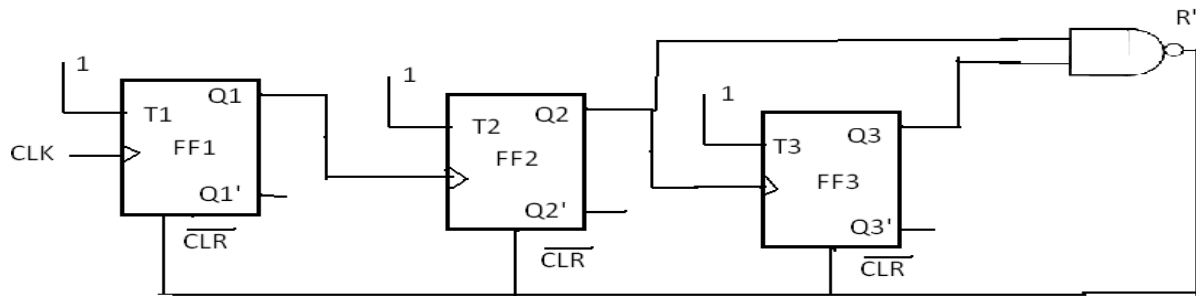 R'
1
T1
Q1
CLK
FF1
Q1'
CLR
1
T2
Q2
FF2
Q2'
CLR
1
T3
Q3
FF3
Q3'
CLR